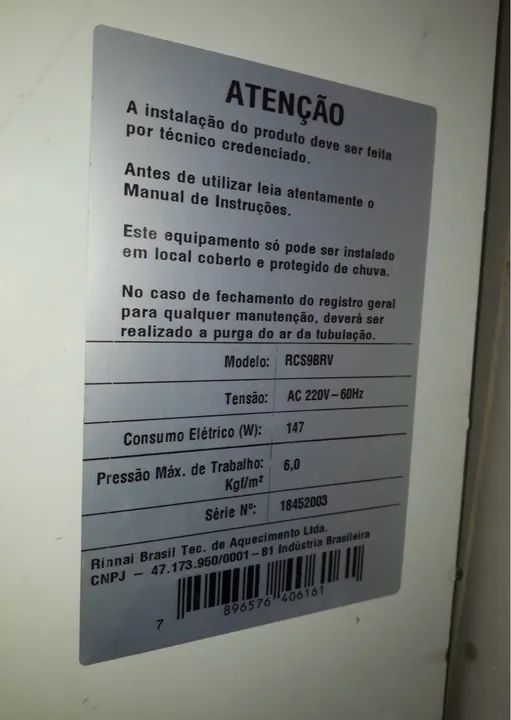 ATENÇÃO
A instalação do produto deve ser feita
por técnico credenciado.
Antes de utilizar leia atentamente o
Manual de Instruções.
Este equipamento só pode ser instalado
em local coberto e protegido de chuva.
No caso de fechamento do registro geral
para qualquer manutenção, deverá ser
realizado a purga do ar da tubulação.
Modelo: RCS9BRV
Tensão: AC 220V–60Hz
Consumo Elétrico (W): 147
Pressão Máx. de Trabalho: 6,0
Kgf/m²
Série Nº: 18452003
Rinnai Brasil Tec. de Aquecimento Ltda.
CNPJ – 47.173.950/0001–81 Indústria Brasileira
7 896576 406161